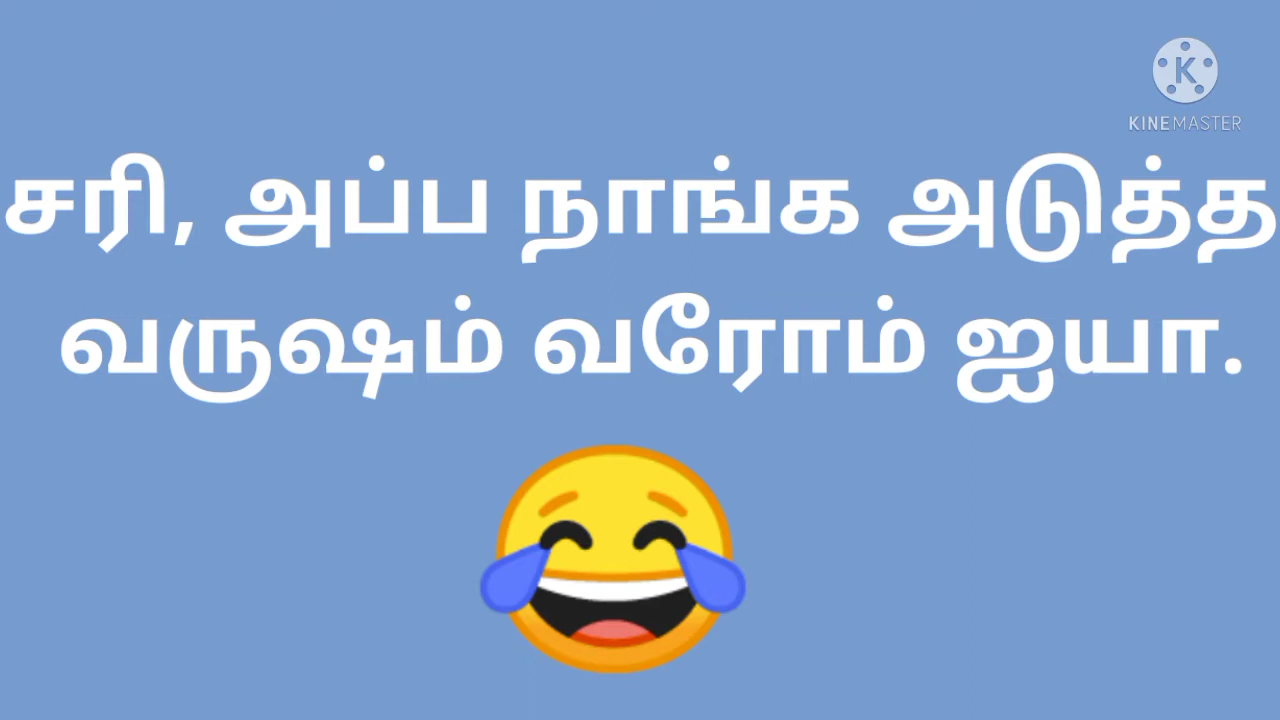 KINEMASTER
சரி, அப்ப நாங்க அடுத்த
வருஷம் வரோம் ஐயா.